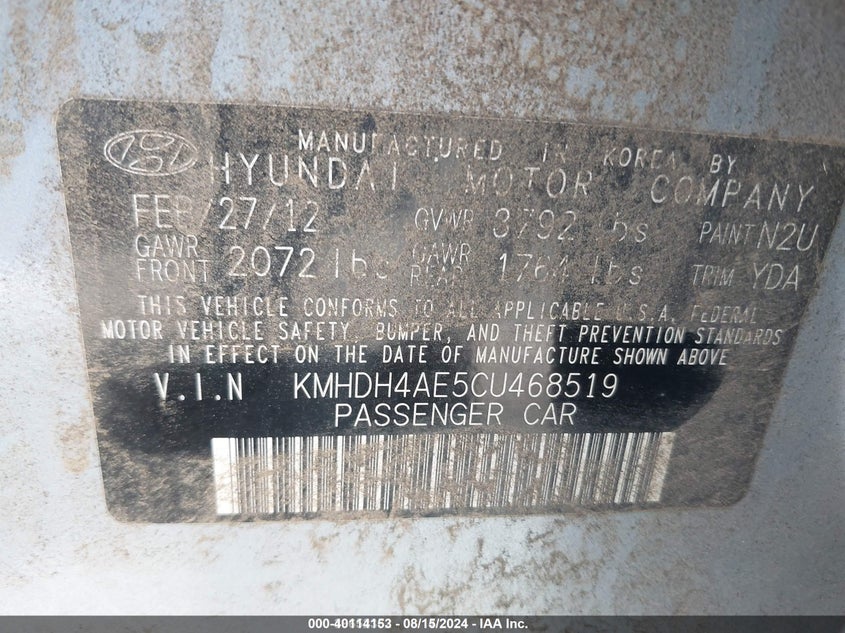 MANUFACTURED IN KOREA BY
HYUNDAI MOTOR COMPANY
FEB/27/12 GVWR 3792 lbs PAINT N2U
GAWR FRONT 2072 lbs GAWR REAR 1764 lbs TRIM YDA
THIS VEHICLE CONFORMS TO ALL APPLICABLE U.S.A. FEDERAL
MOTOR VEHICLE SAFETY, BUMPER, AND THEFT PREVENTION STANDARDS
IN EFFECT ON THE DATE OF MANUFACTURE SHOWN ABOVE
V.I.N KMHDH4AE5CU468519
PASSENGER CAR
000-40114153 - 08/15/2024 - IAA Inc.